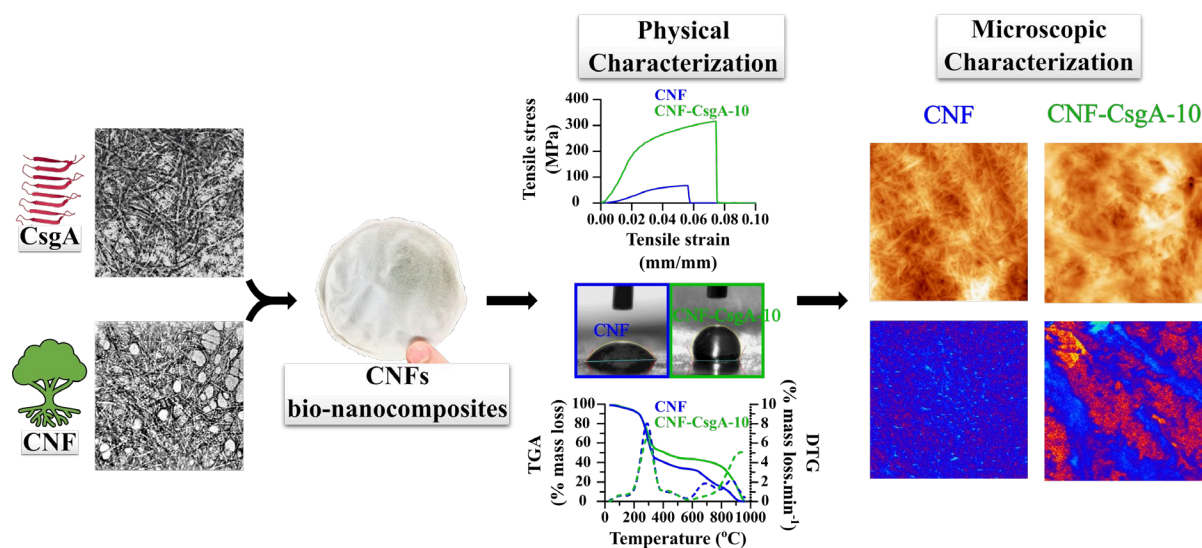 CsgA
CNF
CNFs
bio-nanocomposites
Physical
Characterization
CNF
CNF-CsgA-10
Tensile stress
(MPa)
400
300
200
100
0
0.00 0.02 0.04 0.06 0.08 0.10
Tensile strain
(mm/mm)
CNF
CNF-CsgA-10
CNF
CNF-CsgA-10
TGA
(% mass loss)
100
80
60
40
20
0
10
8
6
4
2
0
DTG
(% mass loss.min-1)
0 200 400 600 800 1000
Temperature (oC)
Microscopic
Characterization
CNF
CNF-CsgA-10